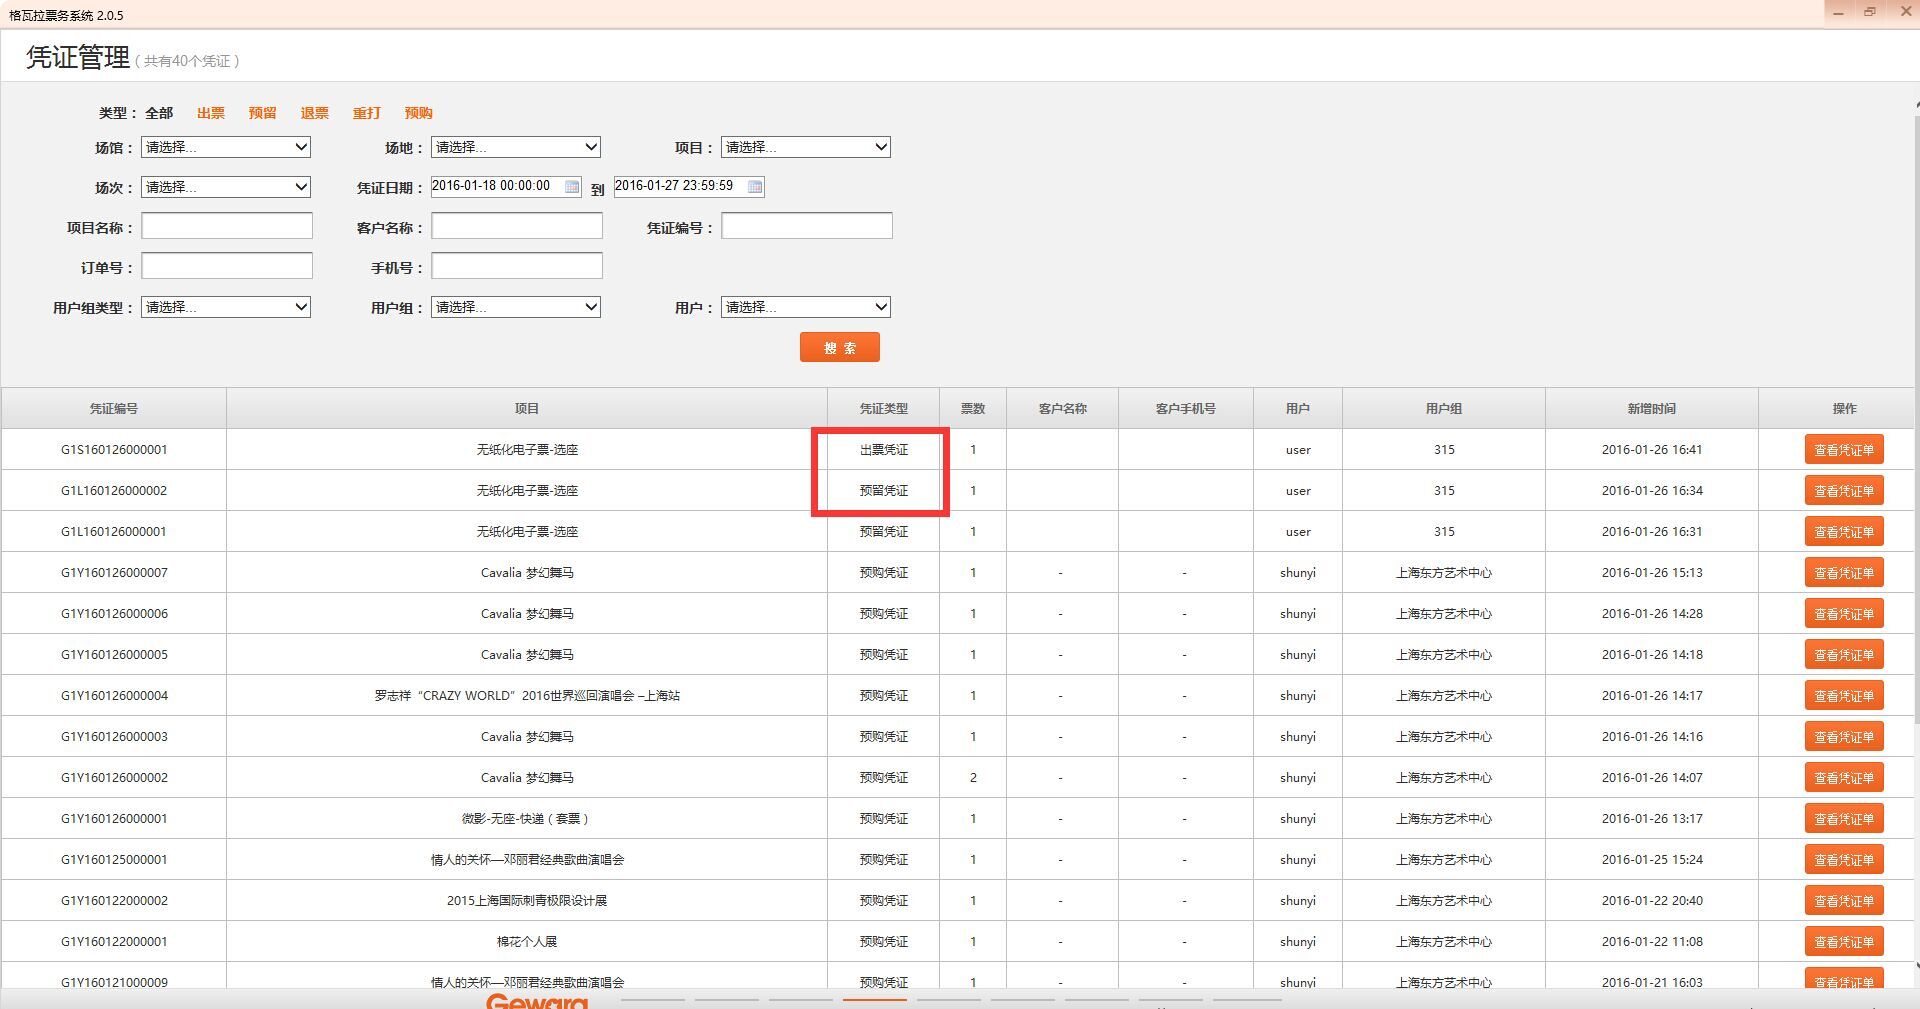 格瓦拉票务系统 2.0.5
凭证管理 ( 共有40个凭证 )
类型： 全部 出票 预留 退票 重打 预购
场馆： 请选择... 场地： 请选择... 项目： 请选择...
场次： 请选择... 凭证日期： 2016-01-18 00:00:00 到 2016-01-27 23:59:59
项目名称： 客户名称： 凭证编号：
订单号： 手机号：
用户组类型： 请选择... 用户组： 请选择... 用户： 请选择...
搜 索
凭证编号 项目 凭证类型 票数 客户名称 客户手机号 用户 用户组 新增时间 操作
G1S160126000001 无纸化电子票-选座 出票凭证 1 user 315 2016-01-26 16:41 查看凭证单
G1L160126000002 无纸化电子票-选座 预留凭证 1 user 315 2016-01-26 16:34 查看凭证单
G1L160126000001 无纸化电子票-选座 预留凭证 1 user 315 2016-01-26 16:31 查看凭证单
G1Y160126000007 Cavalia 梦幻舞马 预购凭证 1 - - shunyi 上海东方艺术中心 2016-01-26 15:13 查看凭证单
G1Y160126000006 Cavalia 梦幻舞马 预购凭证 1 - - shunyi 上海东方艺术中心 2016-01-26 14:28 查看凭证单
G1Y160126000005 Cavalia 梦幻舞马 预购凭证 1 - - shunyi 上海东方艺术中心 2016-01-26 14:18 查看凭证单
G1Y160126000004 罗志祥“CRAZY WORLD”2016世界巡回演唱会 –上海站 预购凭证 1 - - shunyi 上海东方艺术中心 2016-01-26 14:17 查看凭证单
G1Y160126000003 Cavalia 梦幻舞马 预购凭证 1 - - shunyi 上海东方艺术中心 2016-01-26 14:16 查看凭证单
G1Y160126000002 Cavalia 梦幻舞马 预购凭证 2 - - shunyi 上海东方艺术中心 2016-01-26 14:07 查看凭证单
G1Y160126000001 微影-无座-快递（套票） 预购凭证 1 - - shunyi 上海东方艺术中心 2016-01-26 13:17 查看凭证单
G1Y160125000001 情人的关怀—邓丽君经典歌曲演唱会 预购凭证 1 - - shunyi 上海东方艺术中心 2016-01-25 15:24 查看凭证单
G1Y160122000002 2015上海国际刺青极限设计展 预购凭证 1 - - shunyi 上海东方艺术中心 2016-01-22 20:40 查看凭证单
G1Y160122000001 棉花个人展 预购凭证 1 - - shunyi 上海东方艺术中心 2016-01-22 11:08 查看凭证单
G1Y160121000009 情人的关怀—邓丽君经典歌曲演唱会 预购凭证 1 - - shunyi 上海东方艺术中心 2016-01-21 16:03 查看凭证单
Gewara